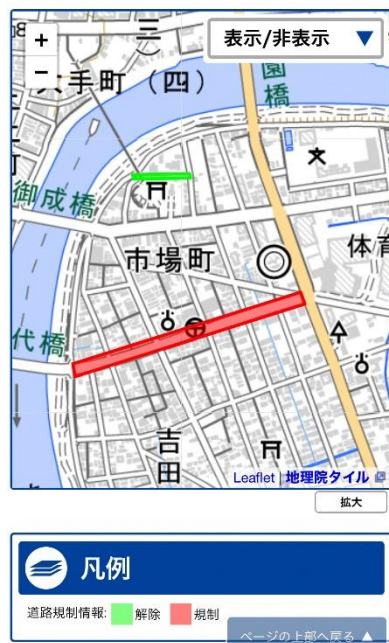 表示/非表示 ▼
+
−
三
大手町（四）
園橋
御成橋
市場町
体育
代橋
吉田
Leaflet | 地理院タイル
拡大
凡例
道路規制情報: 解除 規制
ページの上部へ戻る ▲